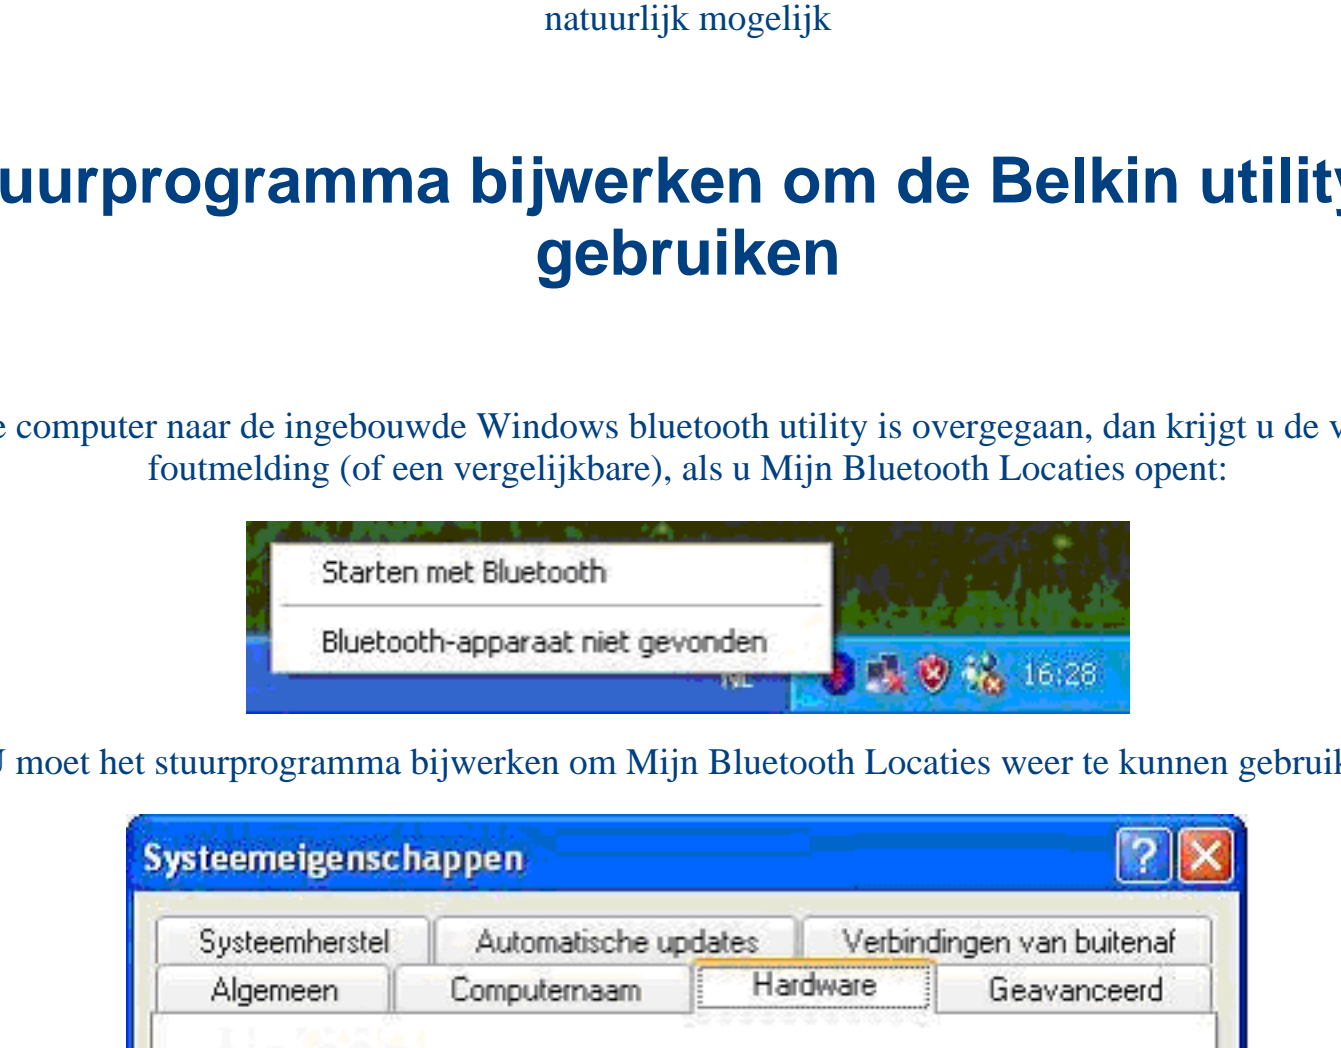 natuurlijk mogelijk
uurprogramma bijwerken om de Belkin utility
gebruiken
e computer naar de ingebouwde Windows bluetooth utility is overgegaan, dan krijgt u de v
foutmelding (of een vergelijkbare), als u Mijn Bluetooth Locaties opent:
Starten met Bluetooth
Bluetooth-apparaat niet gevonden
NL
16:28
U moet het stuurprogramma bijwerken om Mijn Bluetooth Locaties weer te kunnen gebruik
Systeemeigenschappen
Systeemherstel Automatische updates Verbindingen van buitenaf
Algemeen Computernaam Hardware Geavanceerd